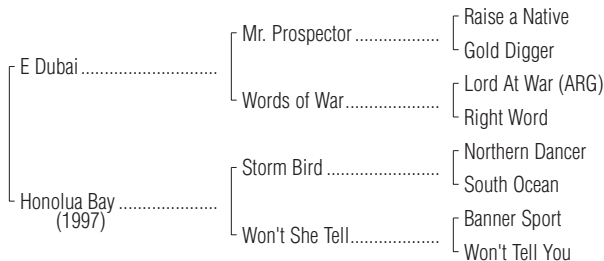 Raise a Native
Mr. Prospector ..................
Gold Digger
E Dubai .............................
Lord At War (ARG)
Words of War....................
Right Word
Northern Dancer
Storm Bird ........................
South Ocean
Honolua Bay .....................
(1997)
Banner Sport
Won't She Tell...................
Won't Tell You